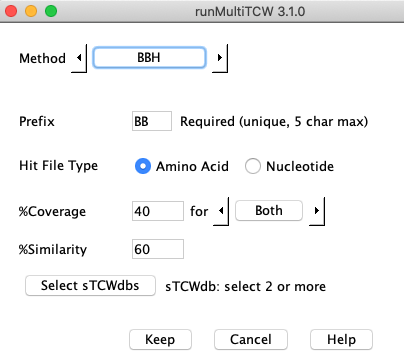 runMultiTCW 3.1.0
Method BBH
Prefix BB Required (unique, 5 char max)
Hit File Type Amino Acid Nucleotide
%Coverage 40 for Both
%Similarity 60
Select sTCWdbs sTCWdb: select 2 or more
Keep Cancel Help